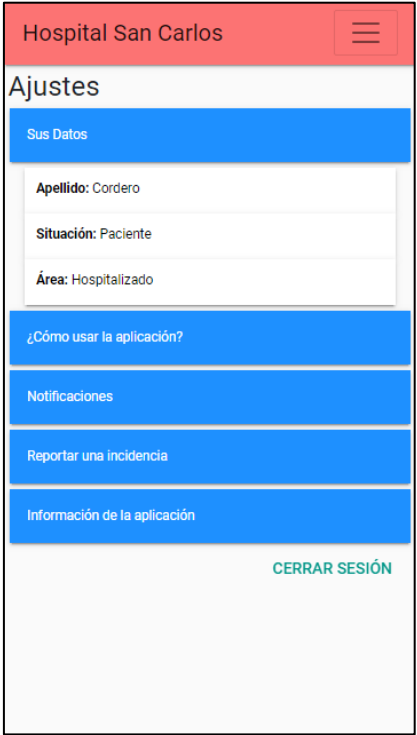 Hospital San Carlos
Ajustes
Sus Datos
Apellido: Cordero
Situación: Paciente
Área: Hospitalizado
¿Cómo usar la aplicación?
Notificaciones
Reportar una incidencia
Información de la aplicación
CERRAR SESIÓN